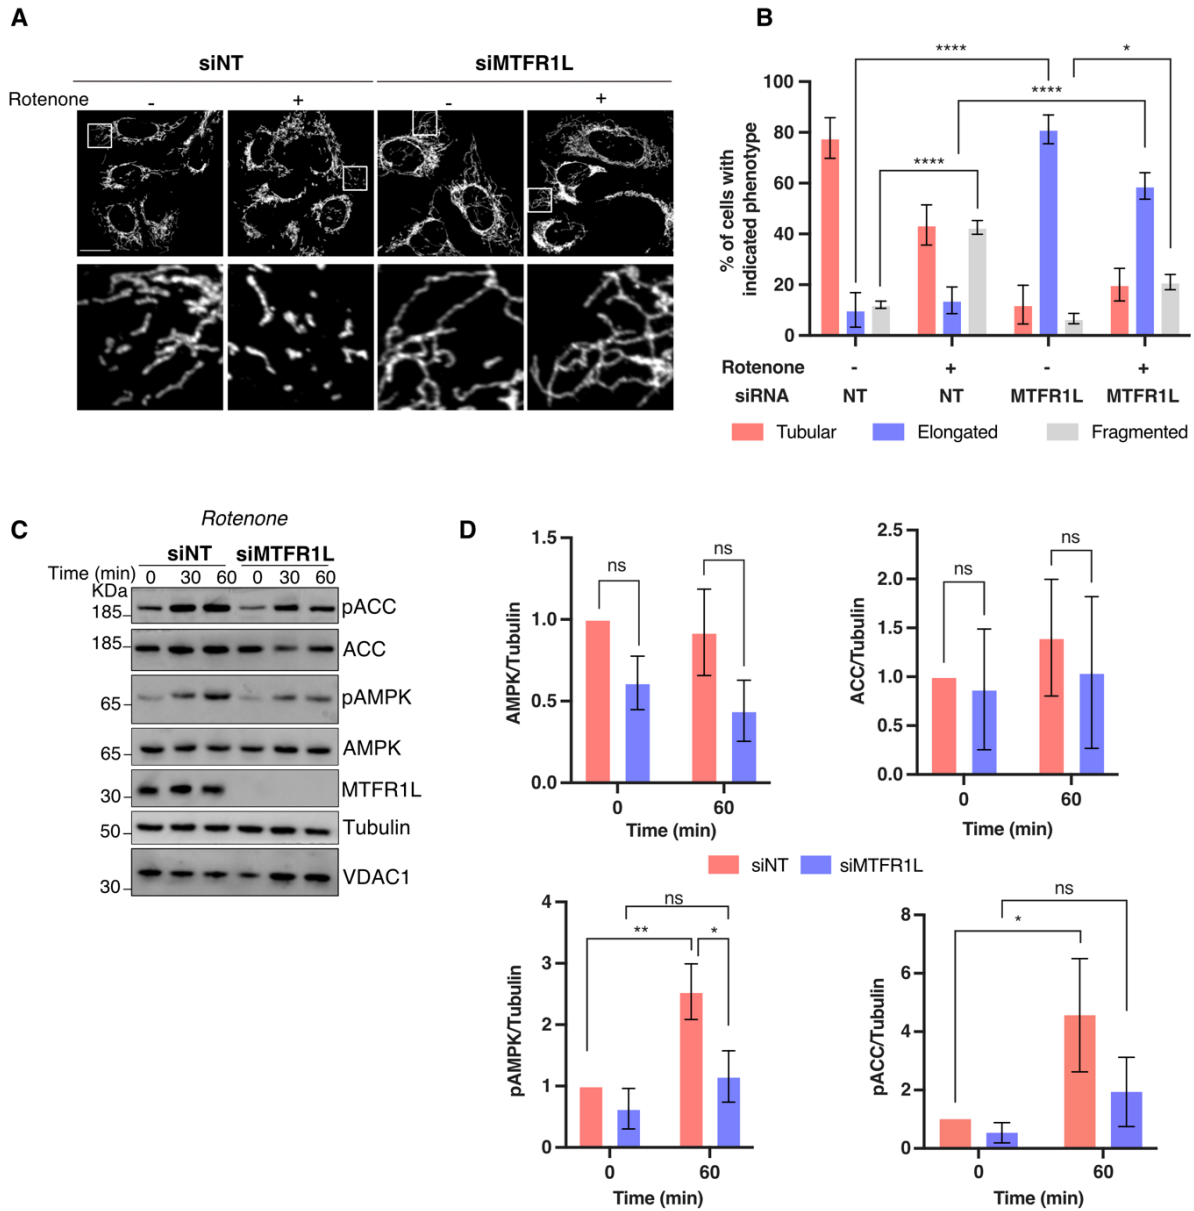 A
siNT siMTFR1L
Rotenone - + - +
B
**** *
****
****
100
80
60
40
20
0
% of cells with
indicated phenotype
Rotenone - + - +
siRNA NT NT MTFR1L MTFR1L
Tubular Elongated Fragmented
C
Rotenone
siNT siMTFR1L
Time (min) 0 30 60 0 30 60
KDa
185 pACC
185 ACC
65 pAMPK
65 AMPK
30 MTFR1L
50 Tubulin
30 VDAC1
D
AMPK/Tubulin
1.5
1.0
0.5
0.0
ns ns
0 60
Time (min)
ACC/Tubulin
2.5
2.0
1.5
1.0
0.5
0.0
ns ns
0 60
Time (min)
siNT siMTFR1L
pAMPK/Tubulin
4
3
2
1
0
ns
** *
0 60
Time (min)
pACC/Tubulin
8
6
4
2
0
ns
*
0 60
Time (min)